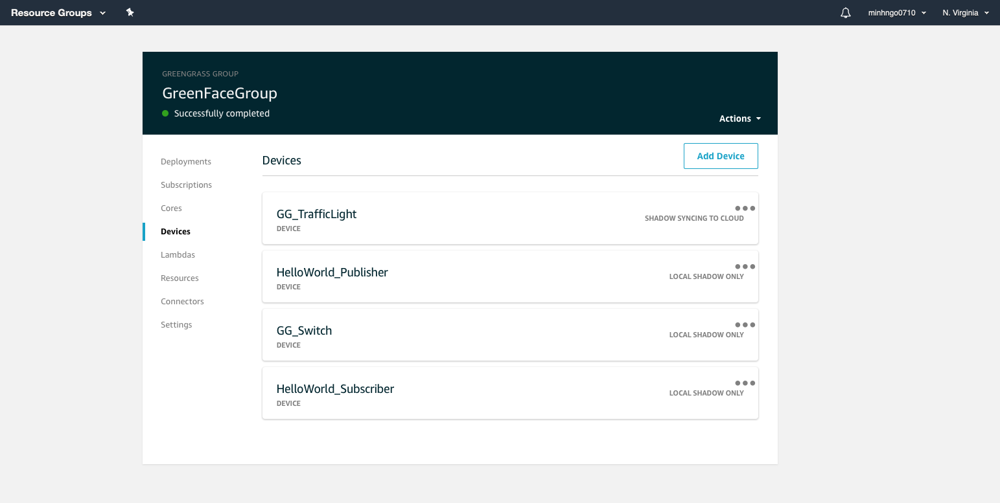 Resource Groups
minhngo0710
N. Virginia
GREENGRASS GROUP
GreenFaceGroup
Successfully completed
Actions
Deployments
Subscriptions
Cores
Devices
Lambdas
Resources
Connectors
Settings
Devices
Add Device
GG_TrafficLight
DEVICE
SHADOW SYNCING TO CLOUD
HelloWorld_Publisher
DEVICE
LOCAL SHADOW ONLY
GG_Switch
DEVICE
LOCAL SHADOW ONLY
HelloWorld_Subscriber
DEVICE
LOCAL SHADOW ONLY